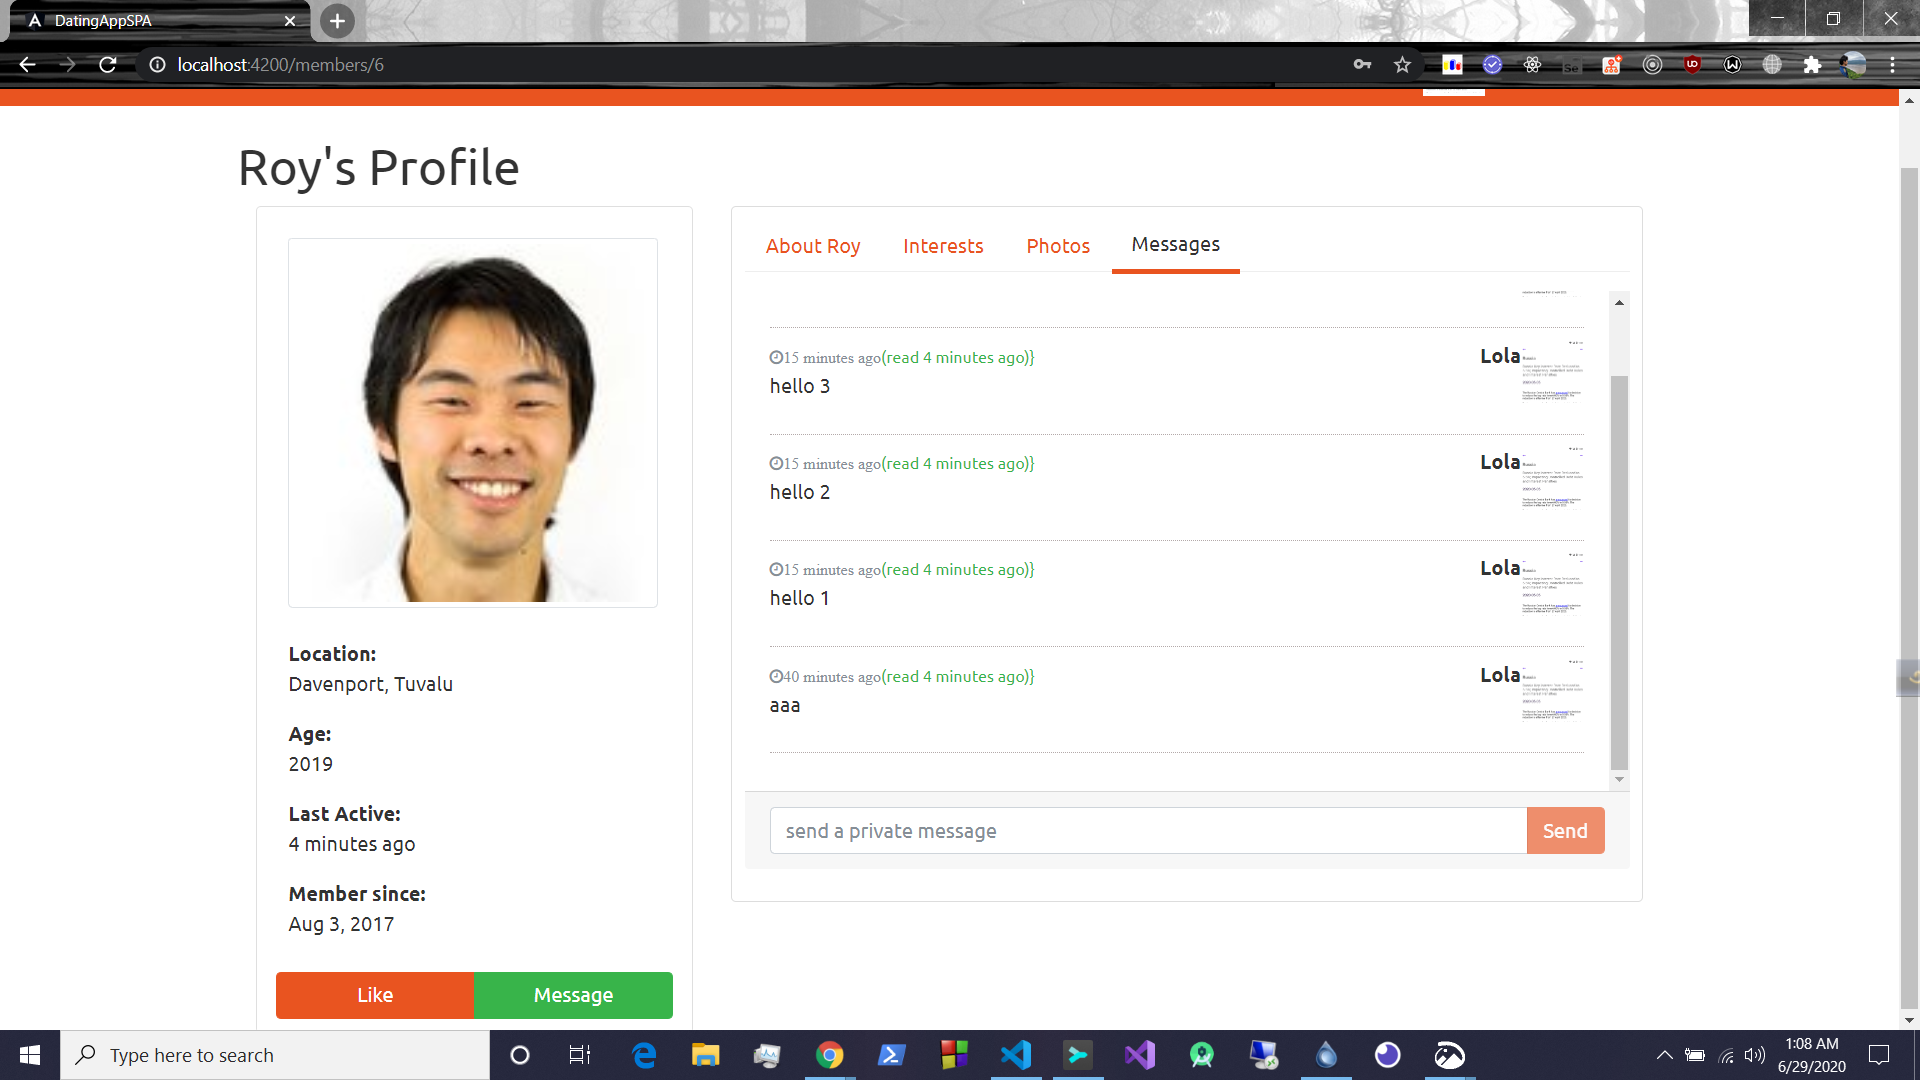 DatingAppSPA
localhost:4200/members/6
Roy's Profile
About Roy
Interests
Photos
Messages
15 minutes ago(read 4 minutes ago)}
Lola
hello 3
15 minutes ago(read 4 minutes ago)}
Lola
hello 2
15 minutes ago(read 4 minutes ago)}
Lola
hello 1
40 minutes ago(read 4 minutes ago)}
Lola
aaa
send a private message
Send
Location:
Davenport, Tuvalu
Age:
2019
Last Active:
4 minutes ago
Member since:
Aug 3, 2017
Like
Message
Type here to search
1:08 AM
6/29/2020